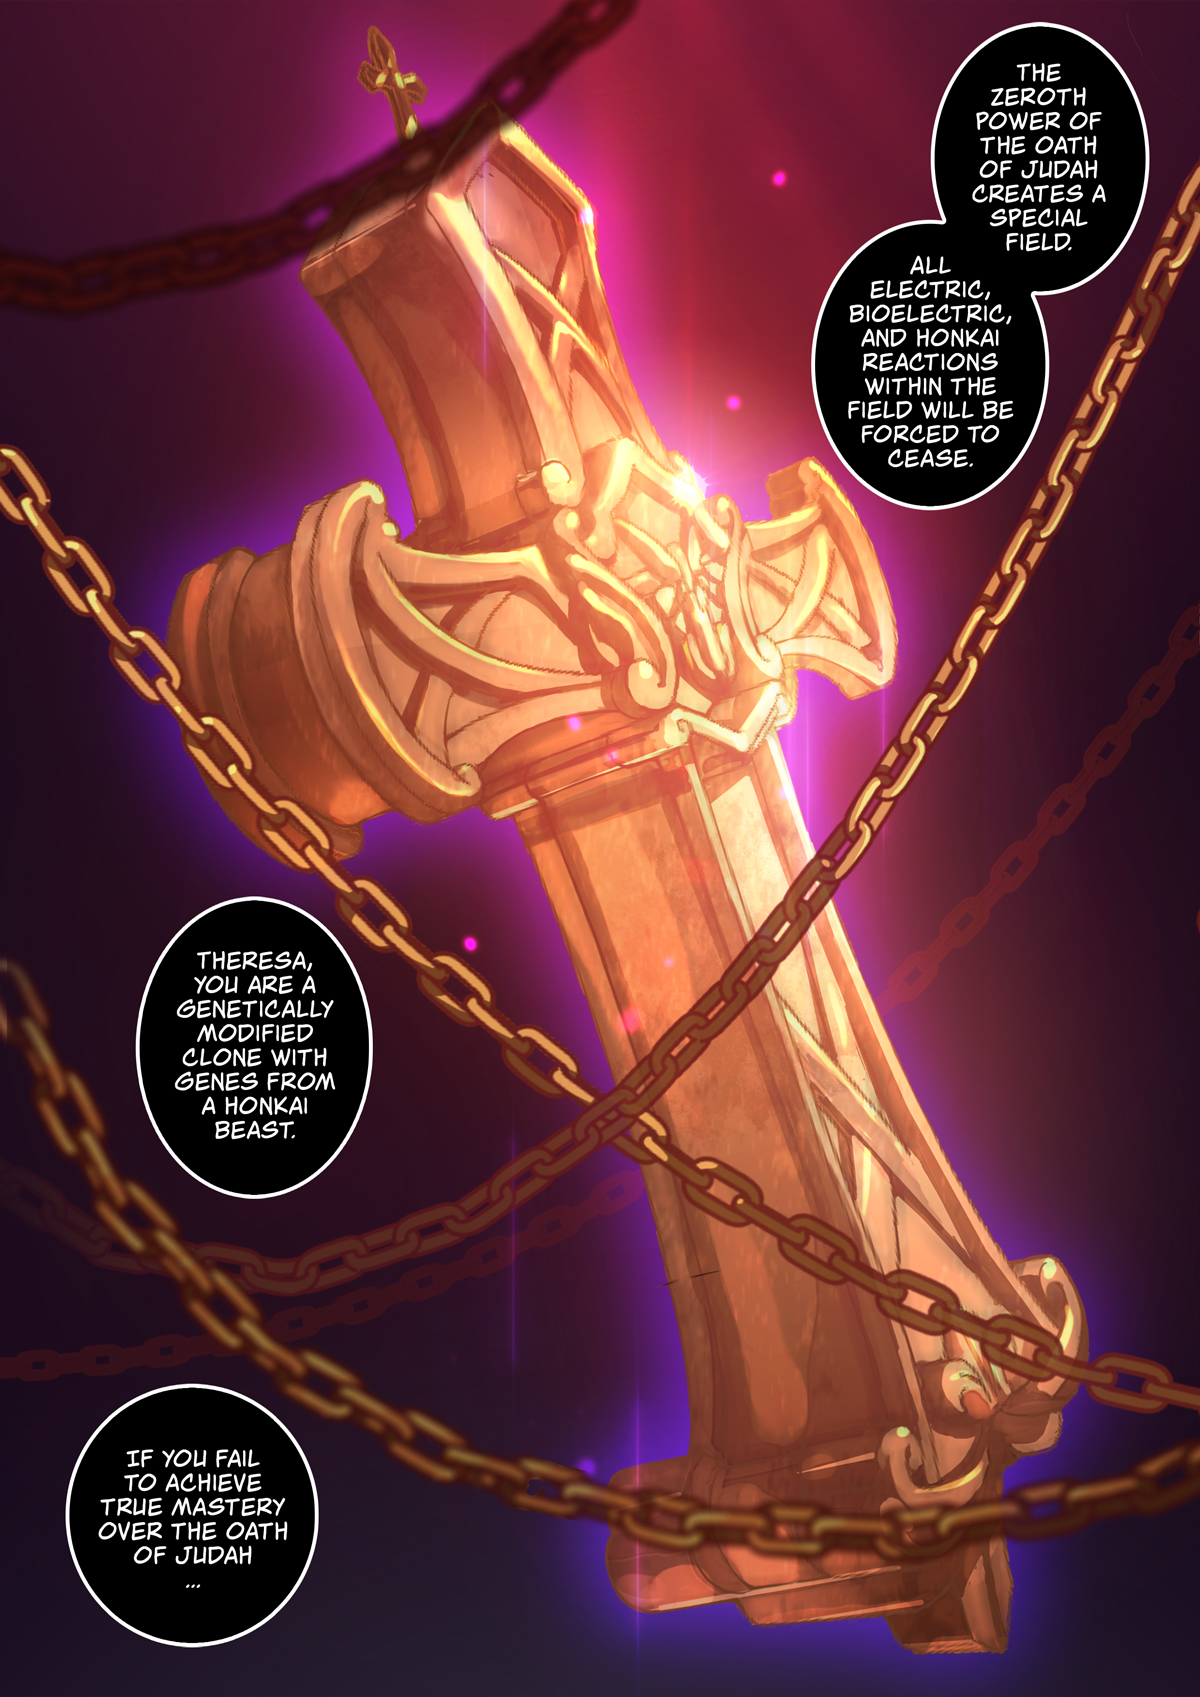 THE
ZEROTH
POWER OF
THE OATH
OF JUDAH
CREATES A
SPECIAL
FIELD.
ALL
ELECTRIC,
BIOELECTRIC,
AND HONKAI
REACTIONS
WITHIN THE
FIELD WILL BE
FORCED TO
CEASE.
THERESA,
YOU ARE A
GENETICALLY
MODIFIED
CLONE WITH
GENES FROM
A HONKAI
BEAST.
IF YOU FAIL
TO ACHIEVE
TRUE MASTERY
OVER THE OATH
OF JUDAH
...